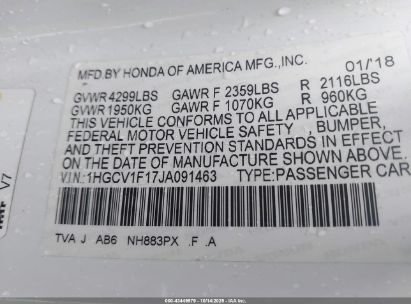 MFD BY HONDA OF AMERICA MFG.,INC. 01/'18
GVWR 4299LBS GAWR F 2359LBS R 2116LBS
GVWR 1950KG GAWR F 1070KG R 960KG
THIS VEHICLE CONFORMS TO ALL APPLICABLE
FEDERAL MOTOR VEHICLE SAFETY , BUMPER,
AND THEFT PREVENTION STANDARDS IN EFFECT
ON THE DATE OF MANUFACTURE SHOWN ABOVE.
V.I.N.:1HGCV1F17JA091463 TYPE:PASSENGER CAR
TVA J AB6 NH883PX .F .A
V7